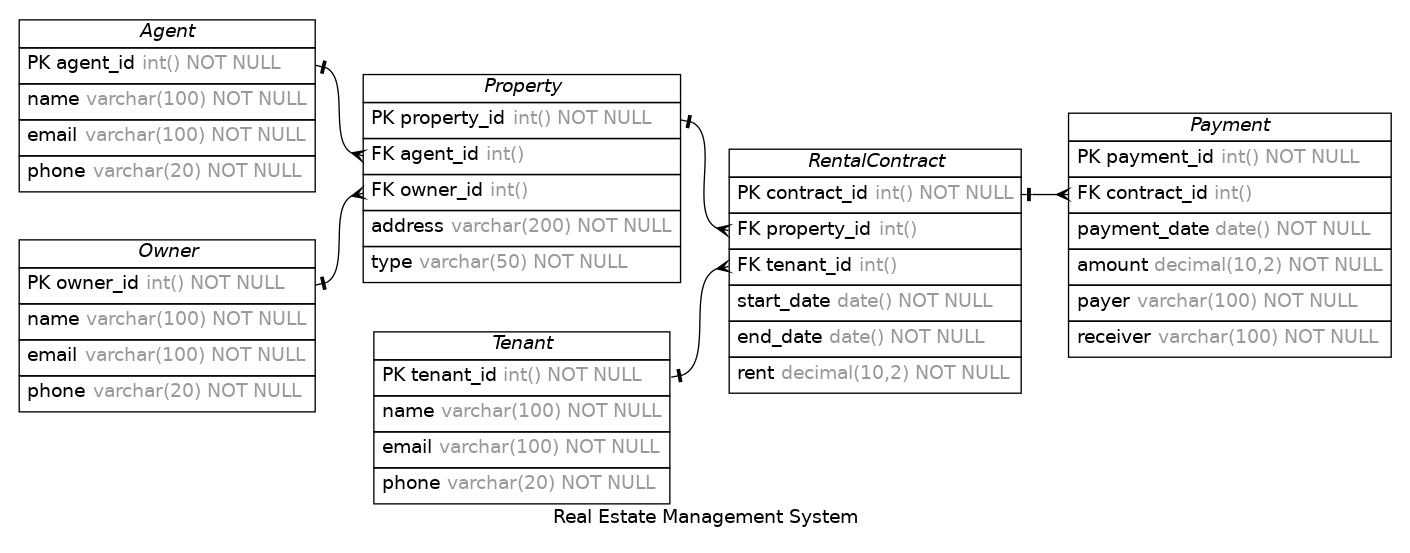 Agent
PK agent_id int() NOT NULL
name varchar(100) NOT NULL
email varchar(100) NOT NULL
phone varchar(20) NOT NULL
Owner
PK owner_id int() NOT NULL
name varchar(100) NOT NULL
email varchar(100) NOT NULL
phone varchar(20) NOT NULL
Property
PK property_id int() NOT NULL
FK agent_id int()
FK owner_id int()
address varchar(200) NOT NULL
type varchar(50) NOT NULL
Tenant
PK tenant_id int() NOT NULL
name varchar(100) NOT NULL
email varchar(100) NOT NULL
phone varchar(20) NOT NULL
RentalContract
PK contract_id int() NOT NULL
FK property_id int()
FK tenant_id int()
start_date date() NOT NULL
end_date date() NOT NULL
rent decimal(10,2) NOT NULL
Payment
PK payment_id int() NOT NULL
FK contract_id int()
payment_date date() NOT NULL
amount decimal(10,2) NOT NULL
payer varchar(100) NOT NULL
receiver varchar(100) NOT NULL
Real Estate Management System